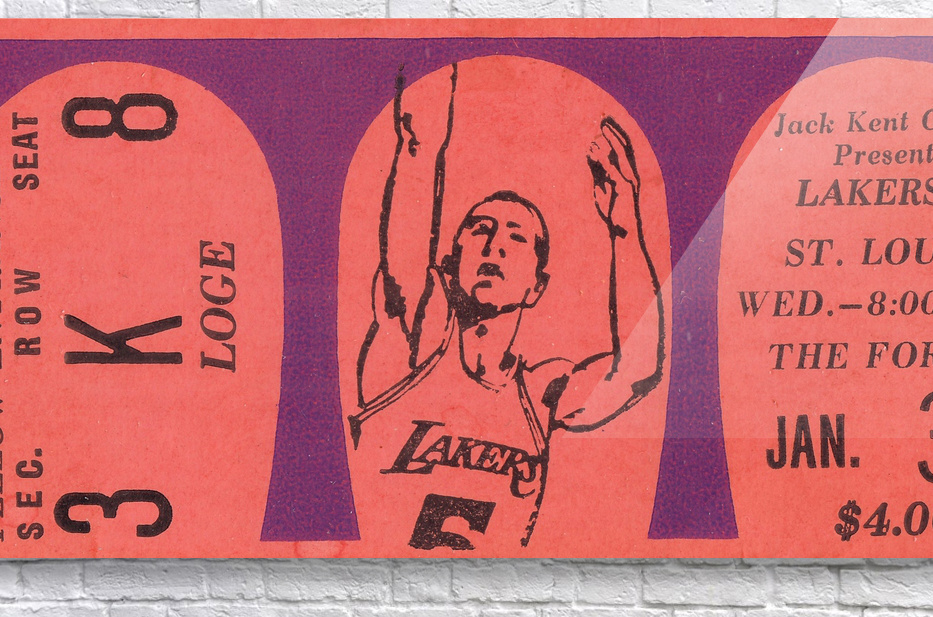 SEC. ROW SEAT
3 K 8
LOGE
LAKERS
5
Jack Kent
Present
LAKERS
ST. LOU
WED.–8:00
THE FOR
JAN. 3
$4.0